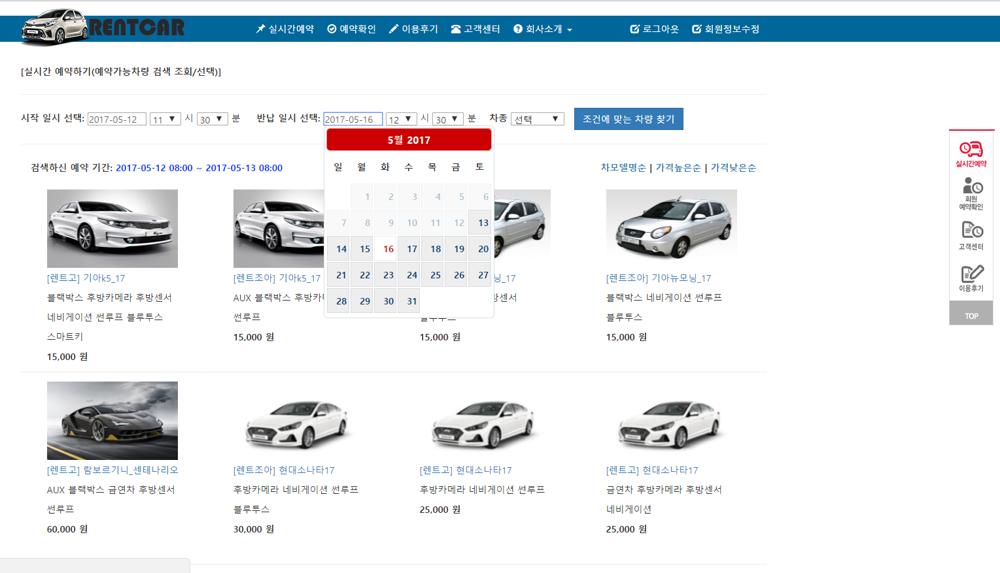 RENTCAR
실시간예약 예약확인 이용후기 고객센터 회사소개 로그아웃 회원정보수정
[실시간 예약하기(예약가능차량 검색 조회/선택)]
시작 일시 선택: 2017-05-12 11 시 30 분 반납 일시 선택: 2017-05-16 12 시 30 분 차종 선택 조건에 맞는 차량 찾기
5월 2017
일 월 화 수 목 금 토
1 2 3 4 5 6
7 8 9 10 11 12 13
14 15 16 17 18 19 20
21 22 23 24 25 26 27
28 29 30 31
검색하신 예약 기간: 2017-05-12 08:00 ~ 2017-05-13 08:00
차모델명순 | 가격높은순 | 가격낮은순
[렌트고] 기아k5_17
블랙박스 후방카메라 후방센서
네비게이션 썬루프 블루투스
스마트키
15,000 원
[렌트조아] 기아k5_17
AUX 블랙박스 후방카
썬루프
15,000 원
닝_17
방센서
블루투스
15,000 원
[렌트조아] 기아뉴모닝_17
블랙박스 네비게이션 썬루프
블루투스
15,000 원
[렌트고] 람보르기니_센테나리오
AUX 블랙박스 금연차 후방센서
썬루프
60,000 원
[렌트조아] 현대소나타17
후방카메라 네비게이션 썬루프
블루투스
30,000 원
[렌트고] 현대소나타17
후방카메라 네비게이션 썬루프
25,000 원
[렌트고] 현대소나타17
금연차 후방카메라 후방센서
네비게이션
25,000 원
실시간예약
회원
예약확인
고객센터
이용후기
TOP